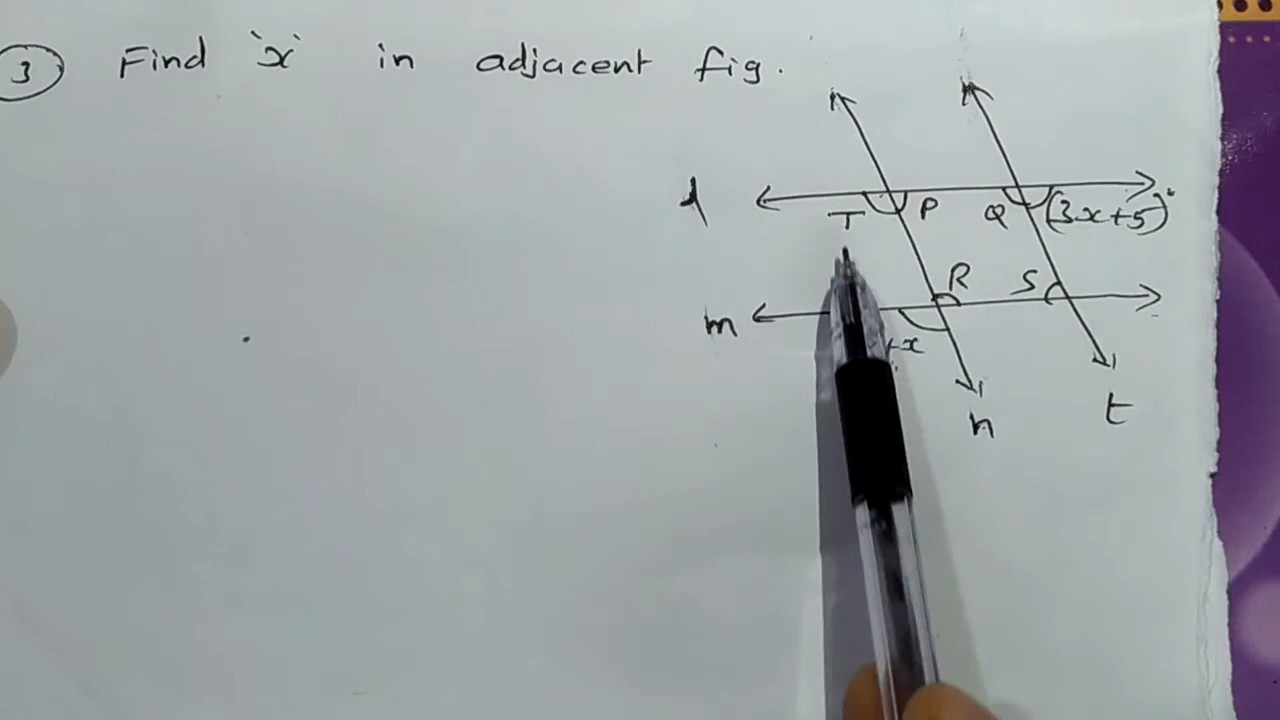 3 Find 'x' in adjacent fig.
l T P Q (3x+5)°
R S
m x
n t